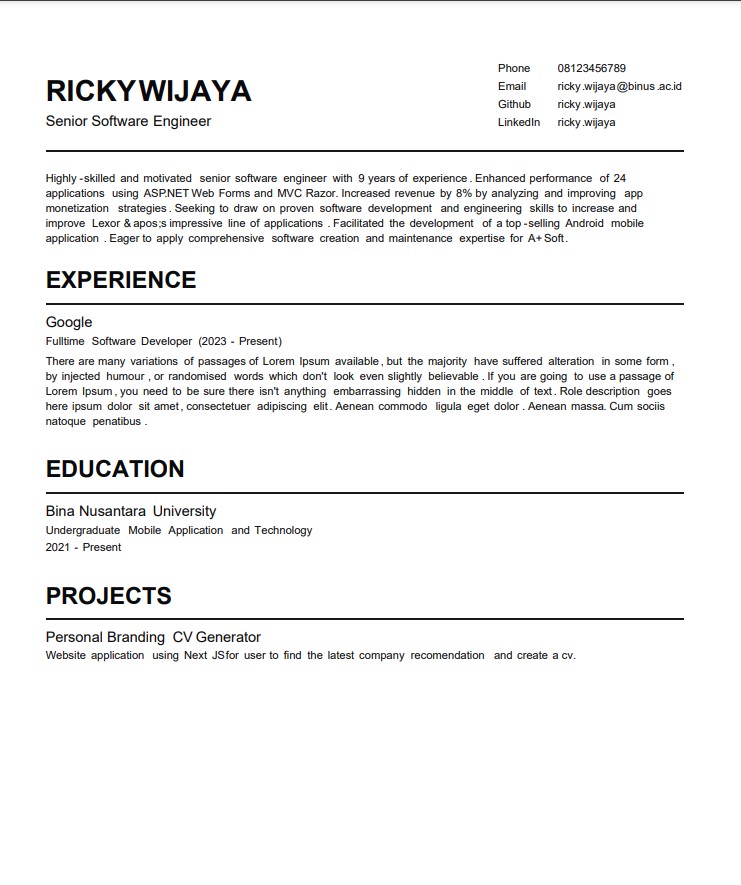 RICKY WIJAYA
Senior Software Engineer
Phone 08123456789
Email ricky.wijaya@binus.ac.id
Github ricky.wijaya
LinkedIn ricky.wijaya
Highly-skilled and motivated senior software engineer with 9 years of experience. Enhanced performance of 24
applications using ASP.NET Web Forms and MVC Razor. Increased revenue by 8% by analyzing and improving app
monetization strategies. Seeking to draw on proven software development and engineering skills to increase and
improve Lexor &apos;s impressive line of applications. Facilitated the development of a top-selling Android mobile
application. Eager to apply comprehensive software creation and maintenance expertise for A+ Soft.
EXPERIENCE
Google
Fulltime Software Developer (2023 - Present)
There are many variations of passages of Lorem Ipsum available, but the majority have suffered alteration in some form,
by injected humour, or randomised words which don't look even slightly believable. If you are going to use a passage of
Lorem Ipsum, you need to be sure there isn't anything embarrassing hidden in the middle of text. Role description goes
here ipsum dolor sit amet, consectetuer adipiscing elit. Aenean commodo ligula eget dolor. Aenean massa. Cum sociis
natoque penatibus.
EDUCATION
Bina Nusantara University
Undergraduate Mobile Application and Technology
2021 - Present
PROJECTS
Personal Branding CV Generator
Website application using Next JS for user to find the latest company recomendation and create a cv.